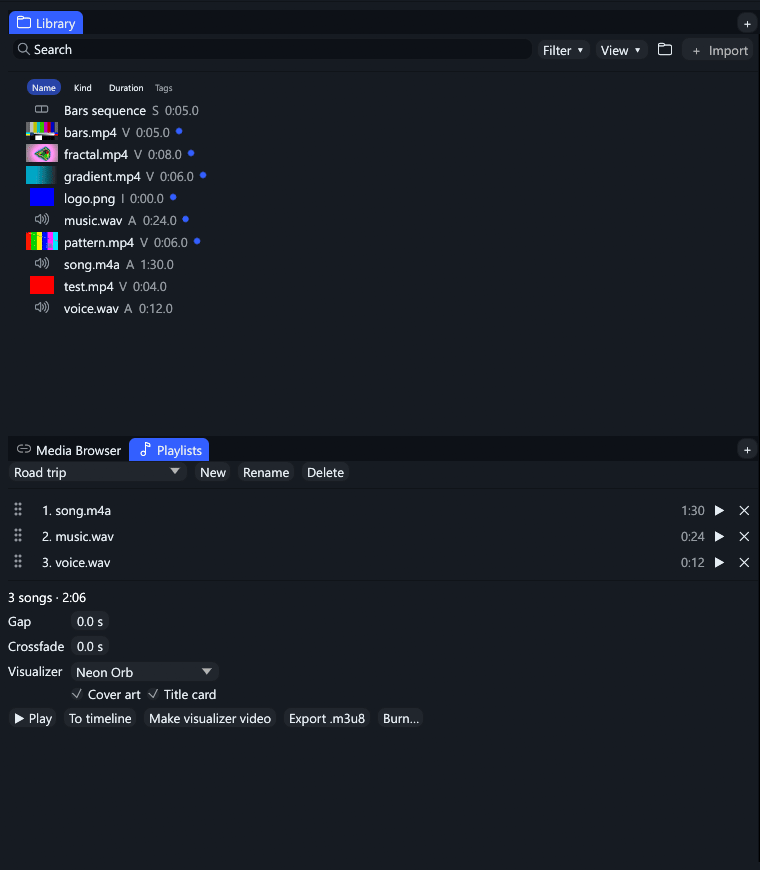 Library
+
Search Filter ▼ View ▼ + Import
Name Kind Duration Tags
Bars sequence S 0:05.0
bars.mp4 V 0:05.0
fractal.mp4 V 0:08.0
gradient.mp4 V 0:06.0
logo.png I 0:00.0
music.wav A 0:24.0
pattern.mp4 V 0:06.0
song.m4a A 1:30.0
test.mp4 V 0:04.0
voice.wav A 0:12.0
Media Browser Playlists +
Road trip New Rename Delete
1. song.m4a 1:30
2. music.wav 0:24
3. voice.wav 0:12
3 songs · 2:06
Gap 0.0 s
Crossfade 0.0 s
Visualizer Neon Orb
Cover art Title card
Play To timeline Make visualizer video Export .m3u8 Burn...